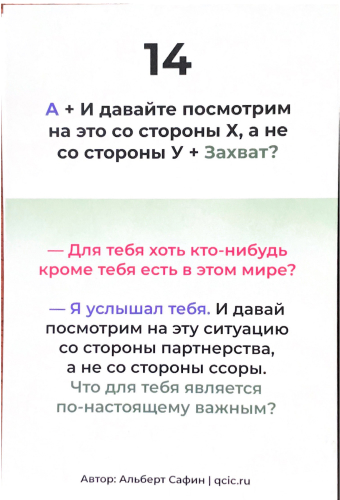 14
А + И давайте посмотрим
на это со стороны Х, а не
со стороны У + Захват?
— Для тебя хоть кто-нибудь
кроме тебя есть в этом мире?
— Я услышал тебя. И давай
посмотрим на эту ситуацию
со стороны партнерства,
а не со стороны ссоры.
Что для тебя является
по-настоящему важным?
Автор: Альберт Сафин | qcic.ru